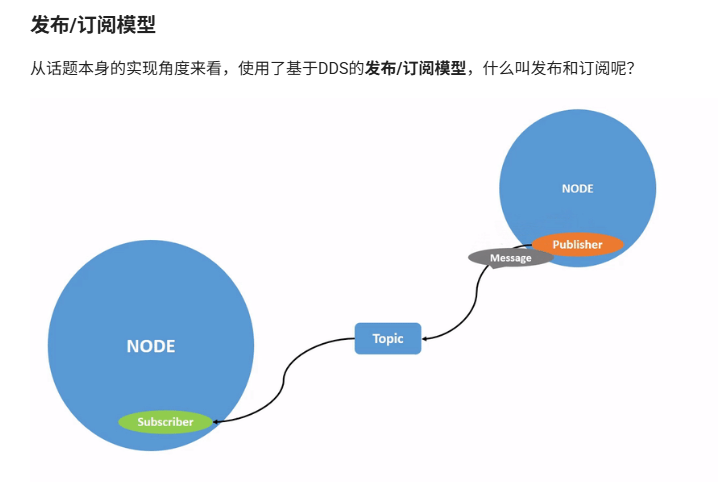 发布/订阅模型
从话题本身的实现角度来看，使用了基于DDS的发布/订阅模型，什么叫发布和订阅呢？
NODE
Publisher
Message
Topic
NODE
Subscriber